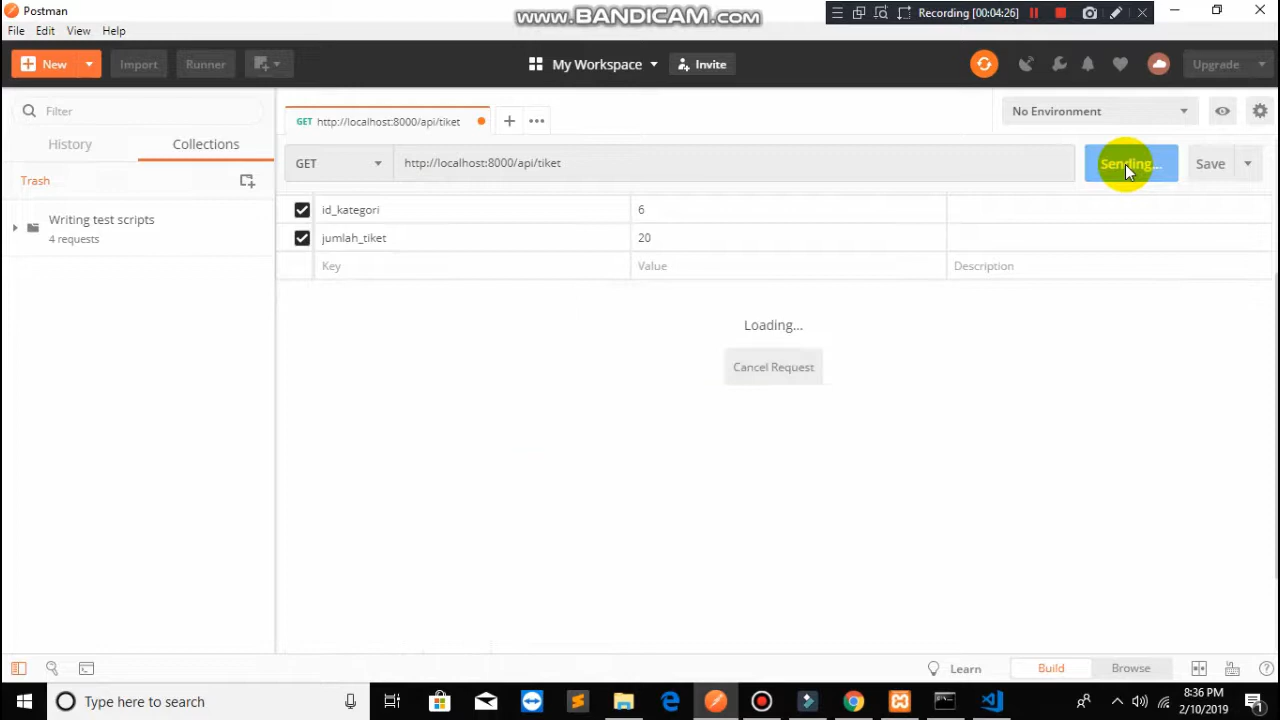 Postman
www.BANDICAM.com
Recording [00:04:26]
File Edit View Help
New Import Runner My Workspace Invite Upgrade
Filter
History Collections
Trash
Writing test scripts
4 requests
GET http://localhost:8000/api/tiket
No Environment
GET http://localhost:8000/api/tiket Sending... Save
id_kategori 6
jumlah_tiket 20
Key Value Description
Loading...
Cancel Request
Learn Build Browse
Type here to search
8:36 PM
2/10/2019
1